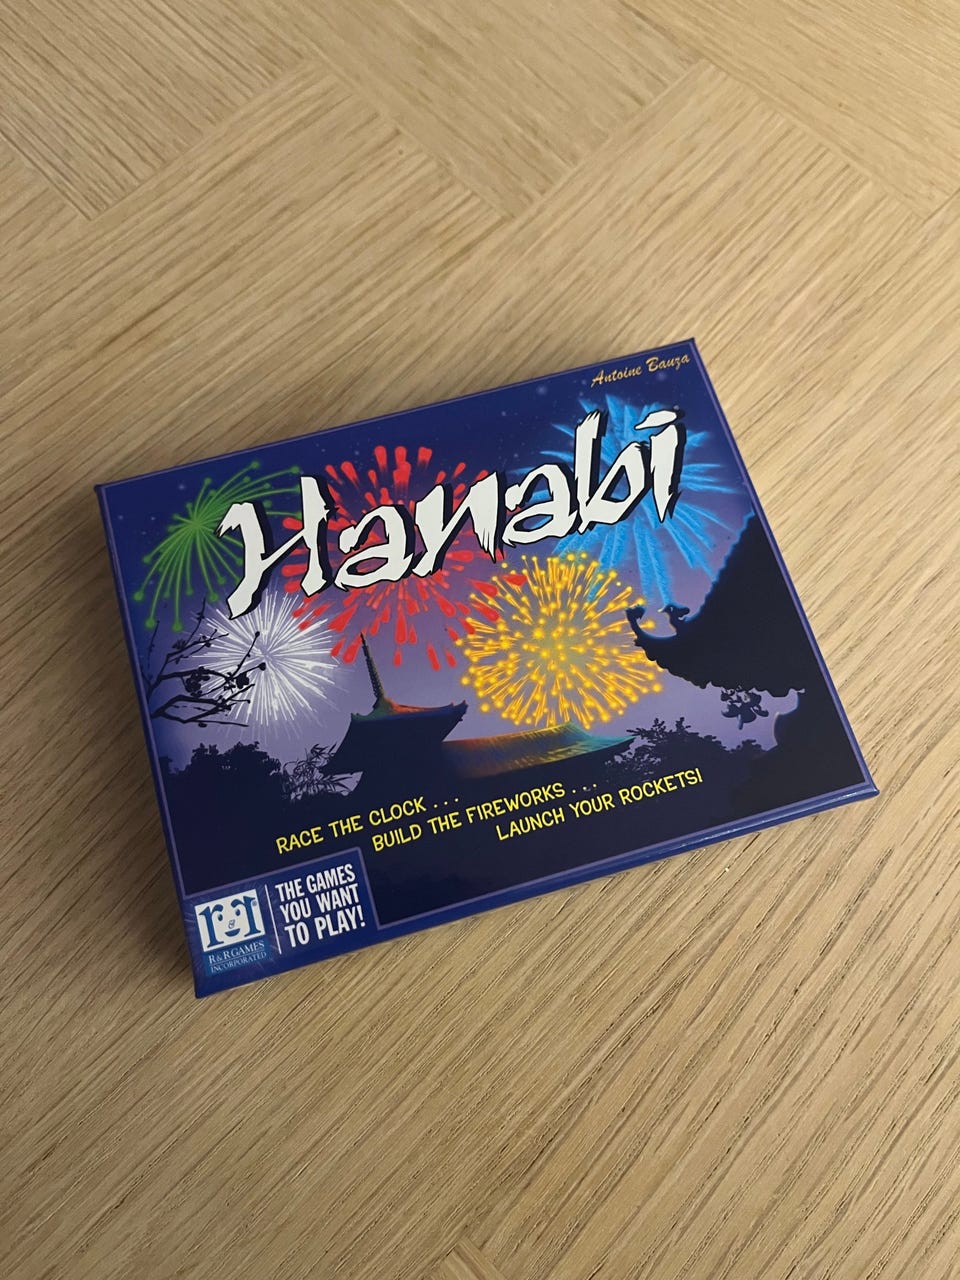 Antoine Bauza
Hanabi
RACE THE CLOCK . . .
BUILD THE FIREWORKS . . .
LAUNCH YOUR ROCKETS!
r&r
R & R GAMES
INCORPORATED
THE GAMES
YOU WANT
TO PLAY!